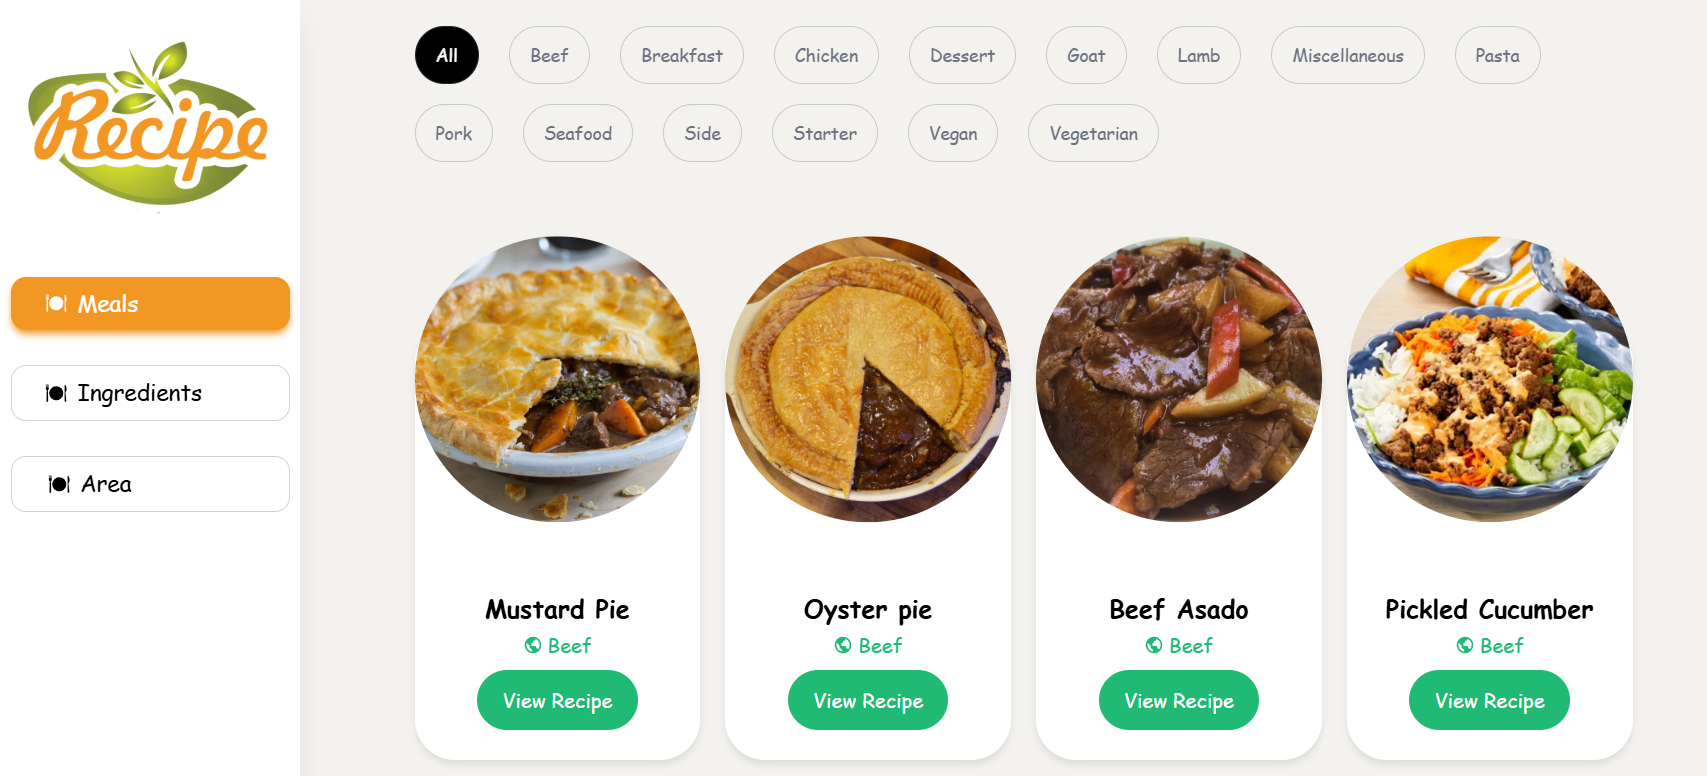 Recipe
Meals
Ingredients
Area
All Beef Breakfast Chicken Dessert Goat Lamb Miscellaneous Pasta
Pork Seafood Side Starter Vegan Vegetarian
Mustard Pie
Beef
View Recipe
Oyster pie
Beef
View Recipe
Beef Asado
Beef
View Recipe
Pickled Cucumber
Beef
View Recipe